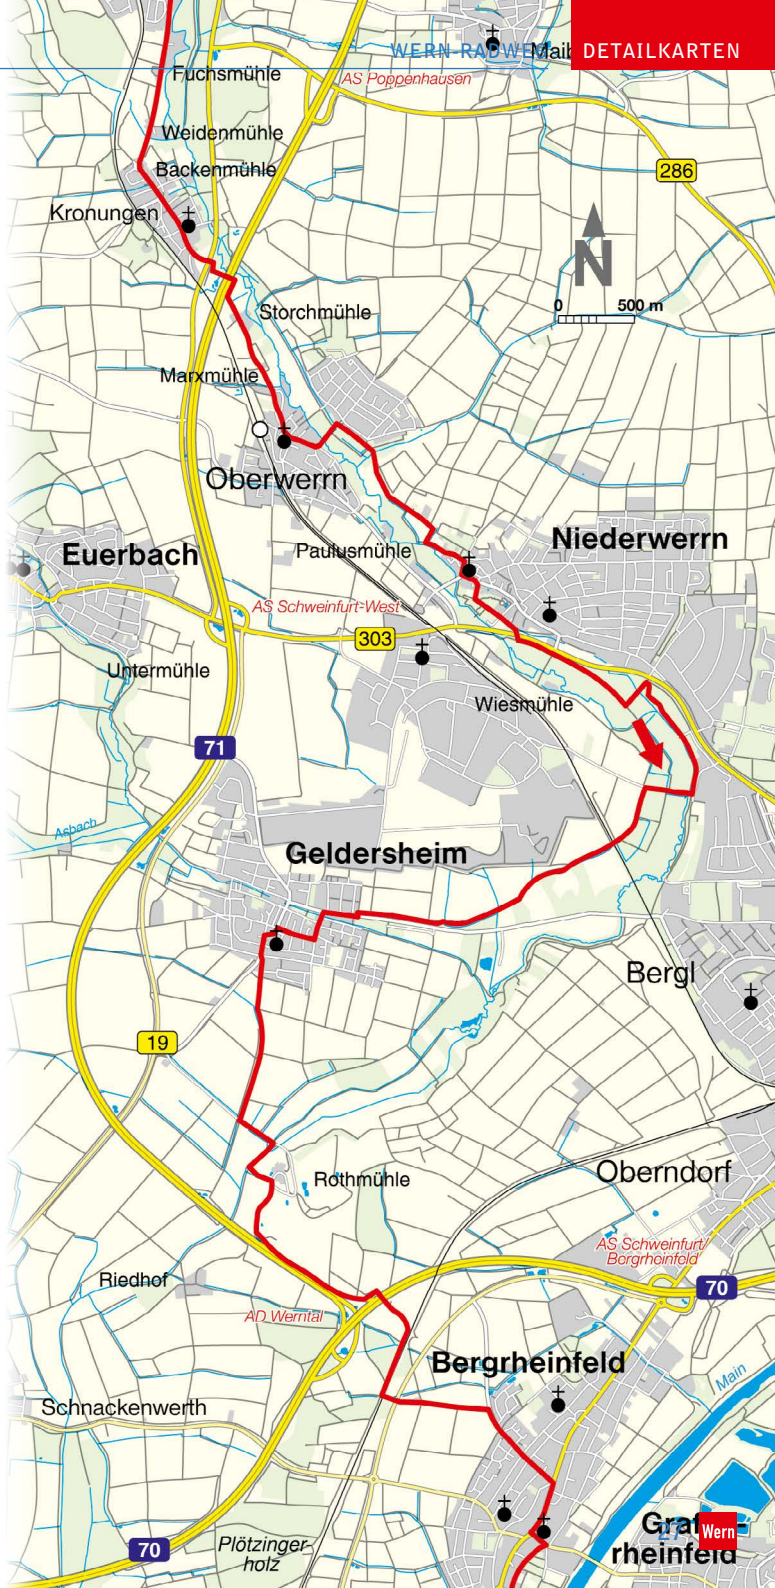 WERN-RADWEG
DETAILKARTEN
Fuchsmühle
AS Poppenhausen
Weidenmühle
Backenmühle
286
Kronungen
N
0 500 m
Storchmühle
Marxmühle
Oberwerrn
Niederwerrn
Euerbach
Paulusmühle
AS Schweinfurt-West
303
Untermühle
Wiesmühle
71
Asbach
Geldersheim
Bergl
19
Rothmühle
Oberndorf
AS Schweinfurt/
Bergrheinfeld
Riedhof
70
AD Werntal
Bergrheinfeld
Main
Schnackenwerth
27
Wern
rheinfeld
70
Plötzinger-
holz